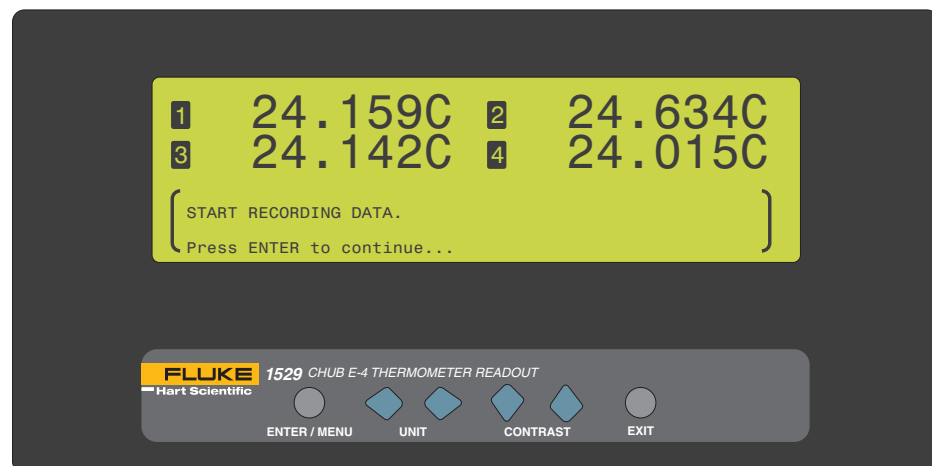 1 24.159C 2 24.634C
3 24.142C 4 24.015C
START RECORDING DATA.
Press ENTER to continue...
FLUKE 1529 CHUB E-4 THERMOMETER READOUT
Hart Scientific
ENTER / MENU UNIT CONTRAST EXIT